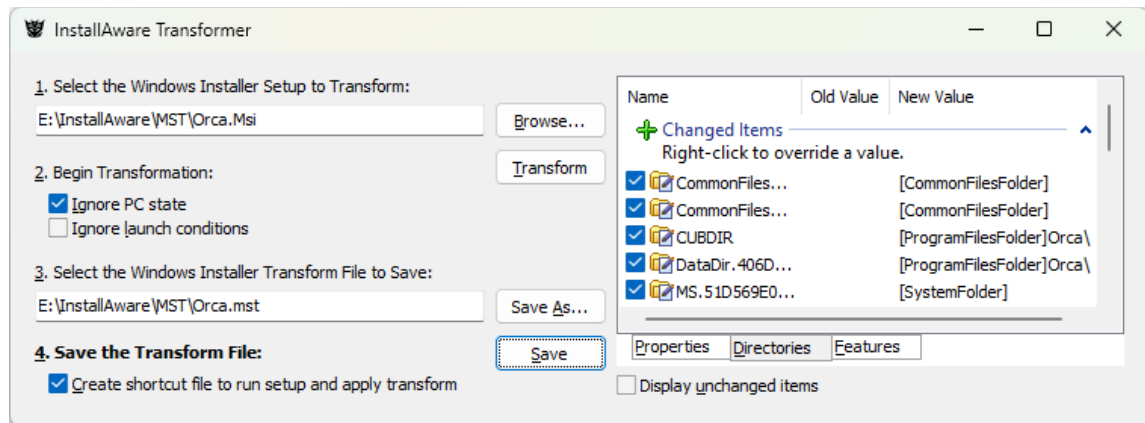 InstallAware Transformer
1. Select the Windows Installer Setup to Transform:
E:\InstallAware\MST\Orca.Msi
Browse...
2. Begin Transformation:
Transform
Ignore PC state
Ignore launch conditions
3. Select the Windows Installer Transform File to Save:
E:\InstallAware\MST\Orca.mst
Save As...
4. Save the Transform File:
Save
Create shortcut file to run setup and apply transform
Name Old Value New Value
Changed Items
Right-click to override a value.
CommonFiles... [CommonFilesFolder]
CommonFiles... [CommonFilesFolder]
CUBDIR [ProgramFilesFolder]Orca\
DataDir.406D... [ProgramFilesFolder]Orca\
MS.51D569E0... [SystemFolder]
Properties Directories Features
Display unchanged items